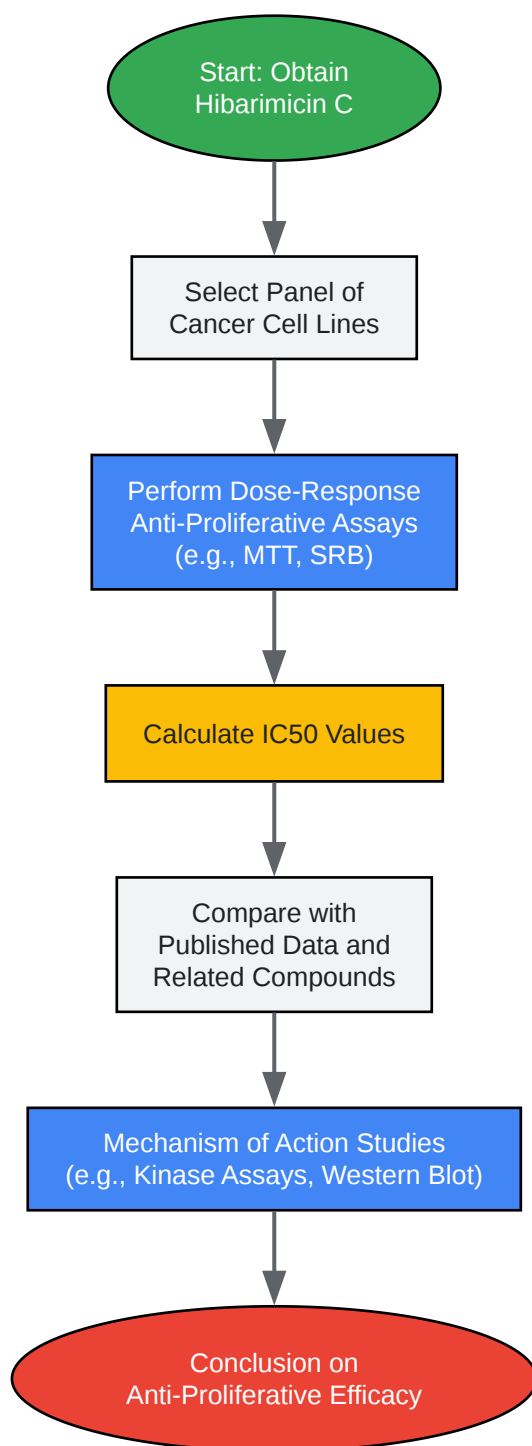 Start: Obtain
Hibarimicin C
Select Panel of
Cancer Cell Lines
Perform Dose-Response
Anti-Proliferative Assays
(e.g., MTT, SRB)
Calculate IC50 Values
Compare with
Published Data and
Related Compounds
Mechanism of Action Studies
(e.g., Kinase Assays, Western Blot)
Conclusion on
Anti-Proliferative Efficacy